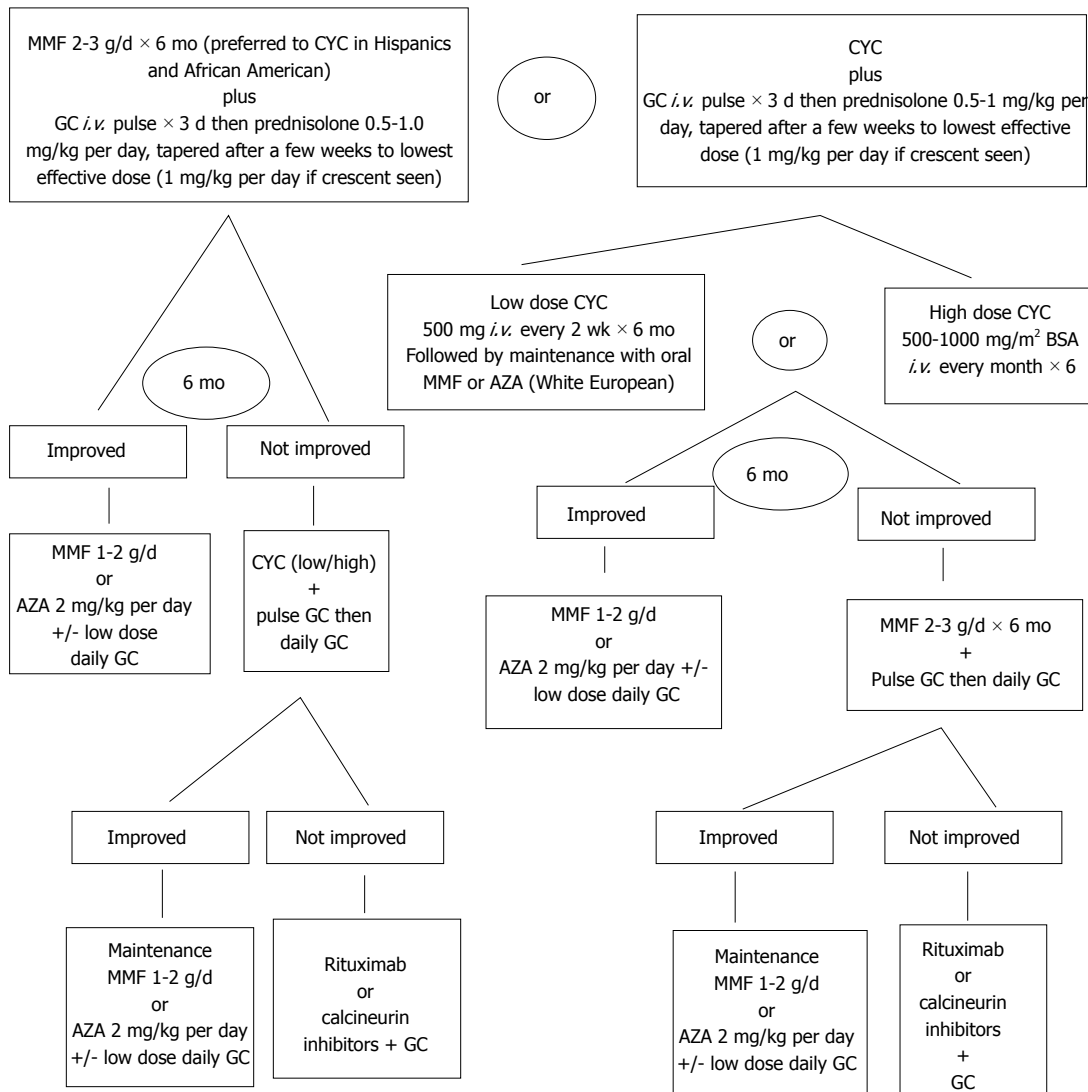 MMF 2-3 g/d × 6 mo (preferred to CYC in Hispanics
and African American)
plus
GC i.v. pulse × 3 d then prednisolone 0.5-1.0
mg/kg per day, tapered after a few weeks to lowest
effective dose (1 mg/kg per day if crescent seen)
or
CYC
plus
GC i.v. pulse × 3 d then prednisolone 0.5-1 mg/kg per
day, tapered after a few weeks to lowest effective
dose (1 mg/kg per day if crescent seen)
Low dose CYC
500 mg i.v. every 2 wk × 6 mo
Followed by maintenance with oral
MMF or AZA (White European)
or
High dose CYC
500-1000 mg/m² BSA
i.v. every month × 6
6 mo
Improved
Not improved
6 mo
Improved
Not improved
MMF 1-2 g/d
or
AZA 2 mg/kg per day
+/- low dose
daily GC
CYC (low/high)
+
pulse GC then
daily GC
MMF 1-2 g/d
or
AZA 2 mg/kg per day +/-
low dose daily GC
MMF 2-3 g/d × 6 mo
+
Pulse GC then daily GC
Improved
Not improved
Improved
Not improved
Maintenance
MMF 1-2 g/d
or
AZA 2 mg/kg per day
+/- low dose daily GC
Rituximab
or
calcineurin
inhibitors + GC
Maintenance
MMF 1-2 g/d
or
AZA 2 mg/kg per day
+/- low dose daily GC
Rituximab
or
calcineurin
inhibitors
+
GC